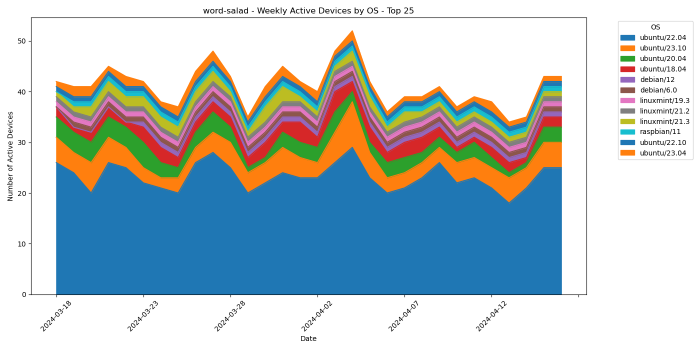 word-salad - Weekly Active Devices by OS - Top 25
OS
ubuntu/22.04
ubuntu/23.10
ubuntu/20.04
ubuntu/18.04
debian/12
debian/6.0
linuxmint/19.3
linuxmint/21.2
linuxmint/21.3
raspbian/11
ubuntu/22.10
ubuntu/23.04
Number of Active Devices
50
40
30
20
10
0
2024-03-18
2024-03-23
2024-03-28
2024-04-02
2024-04-07
2024-04-12
Date